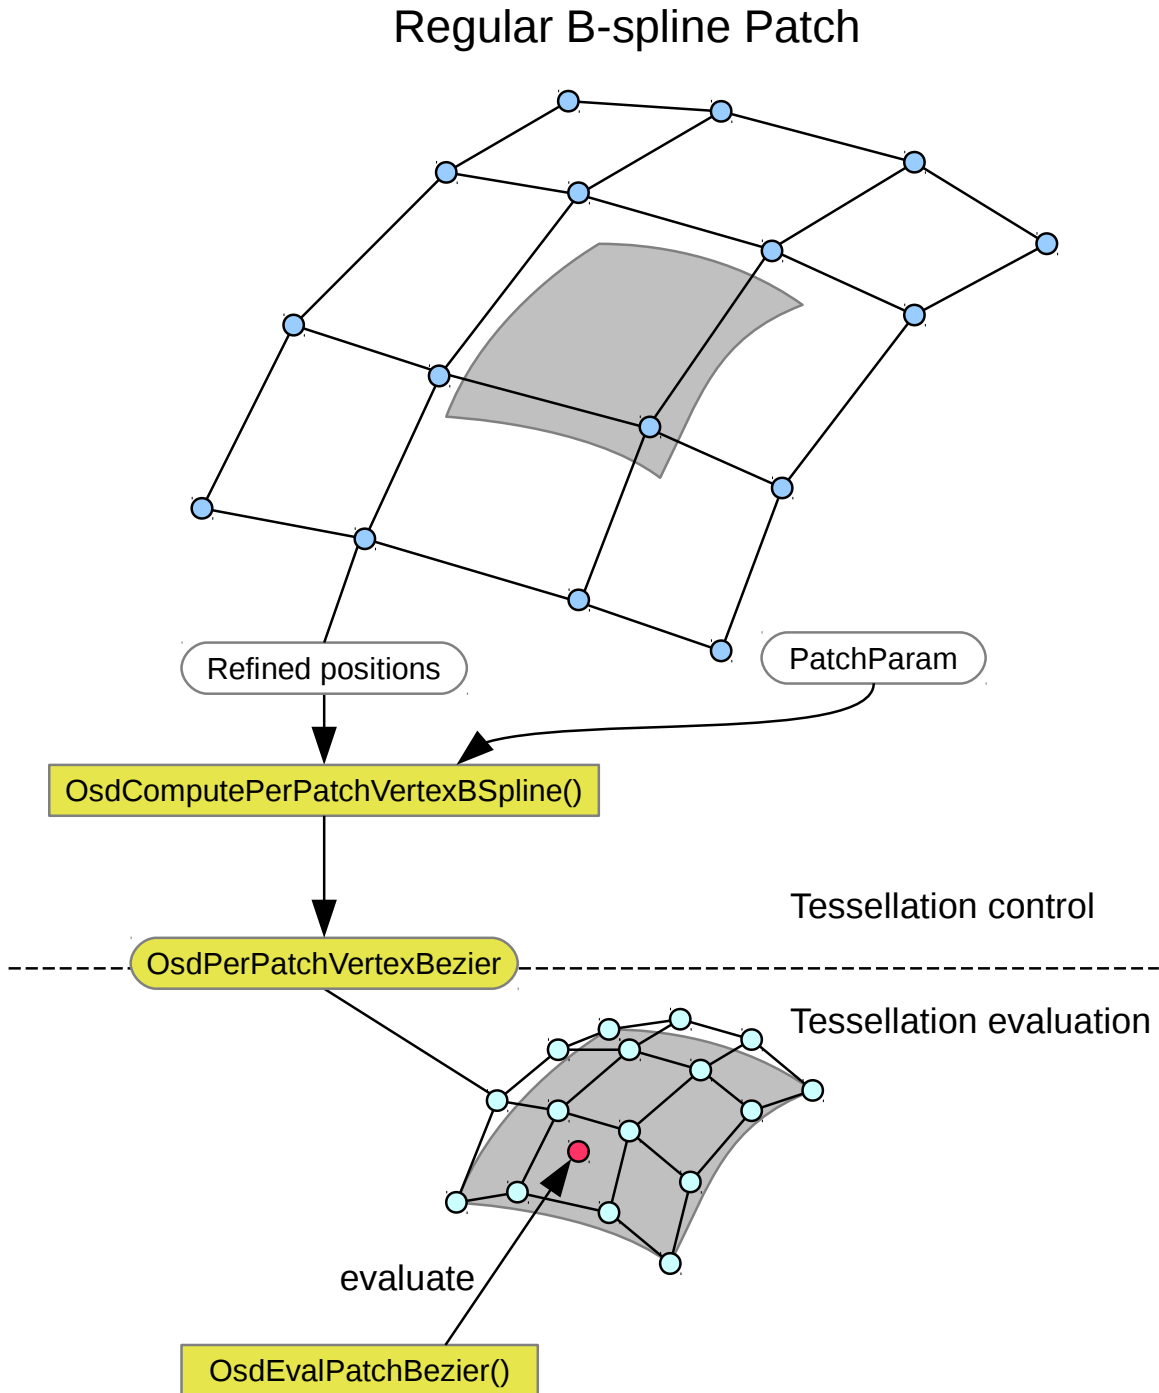 Regular B-spline Patch
Refined positions
PatchParam
OsdComputePerPatchVertexBSpline()
Tessellation control
OsdPerPatchVertexBezier
Tessellation evaluation
evaluate
OsdEvalPatchBezier()